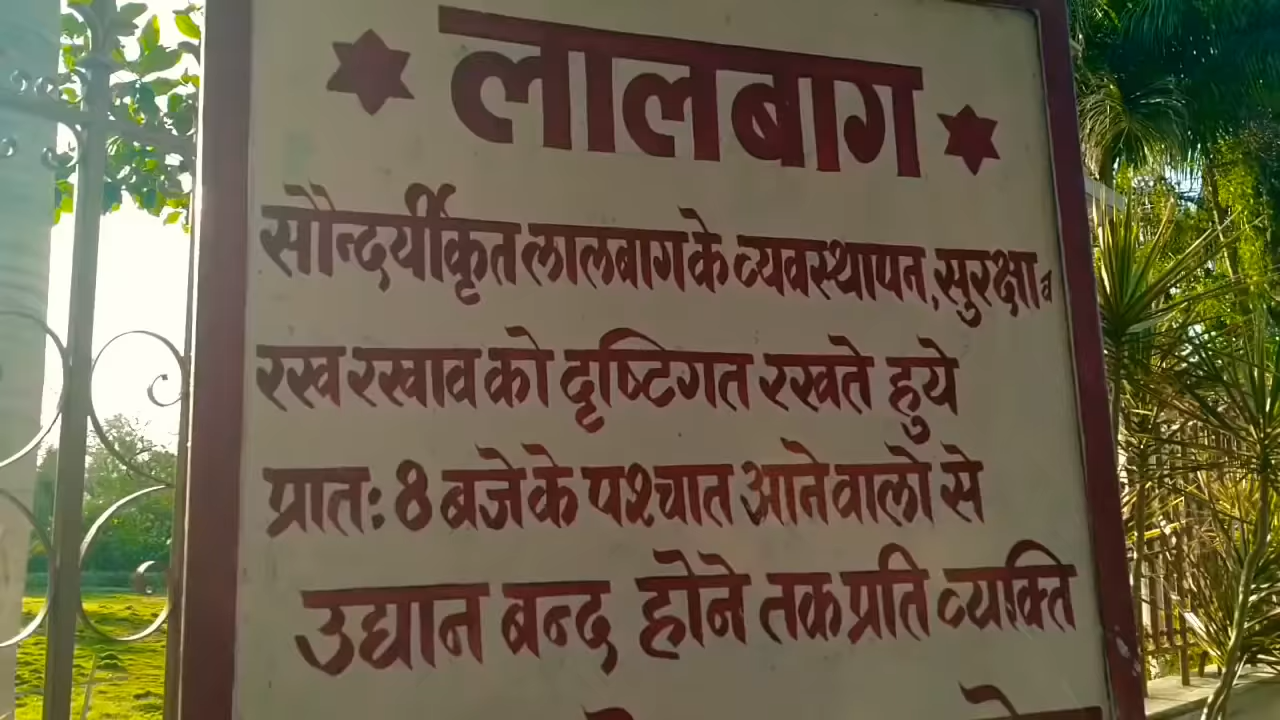 लालबाग
सौन्दर्यीकृत लालबाग के व्यवस्थापन, सुरक्षा व
रख रखाव को दृष्टिगत रखते हुये
प्रातः 8 बजे के पश्चात आने वालो से
उद्यान बन्द होने तक प्रति व्यक्ति